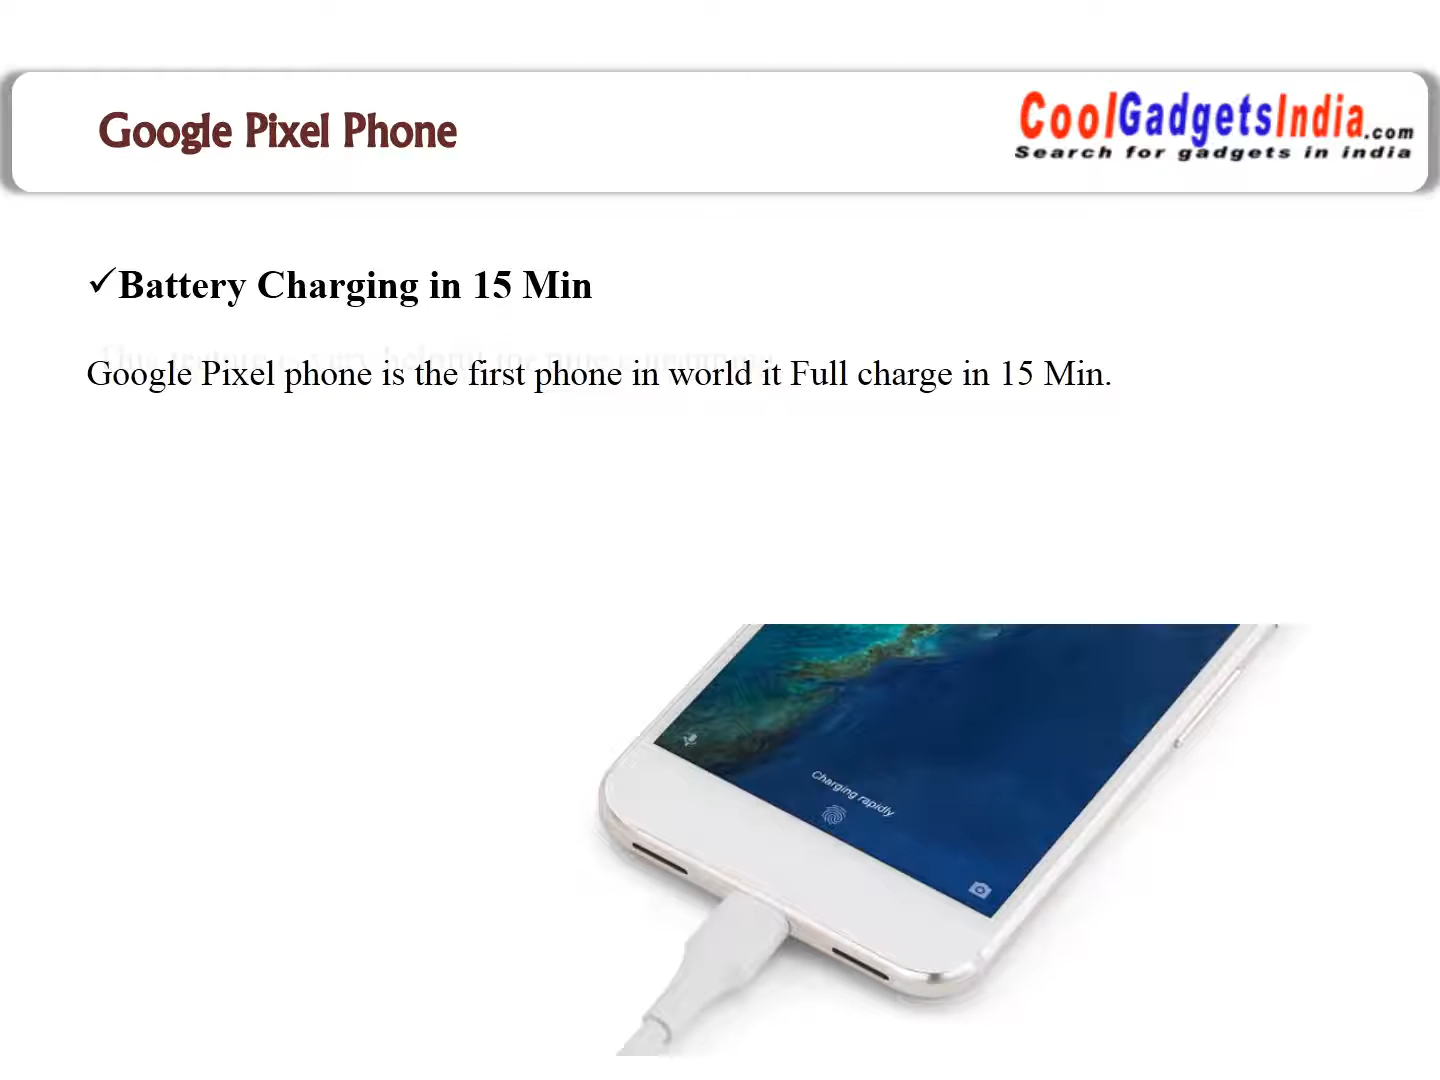 Google Pixel Phone
CoolGadgetsIndia.com
Search for gadgets in india
✓Battery Charging in 15 Min
Google Pixel phone is the first phone in world it Full charge in 15 Min.
Charging rapidly